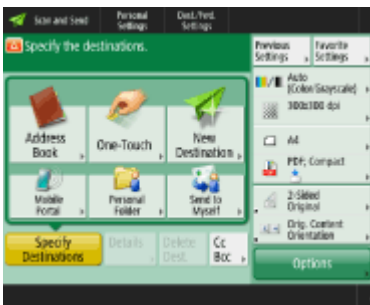 Scan and Send
Personal
Settings
Dest./Fwd.
Settings
Specify the destinations.
Previous
Settings
Favorite
Settings
Auto
(Color/Grayscale)
300x300 dpi
A4
PDF; Compact
2-Sided
Original
Orig. Content
Orientation
Options
Address
Book
One-Touch
New
Destination
Mobile
Portal
Personal
Folder
Send to
Myself
Specify
Destinations
Details
Delete
Dest.
Cc
Bcc